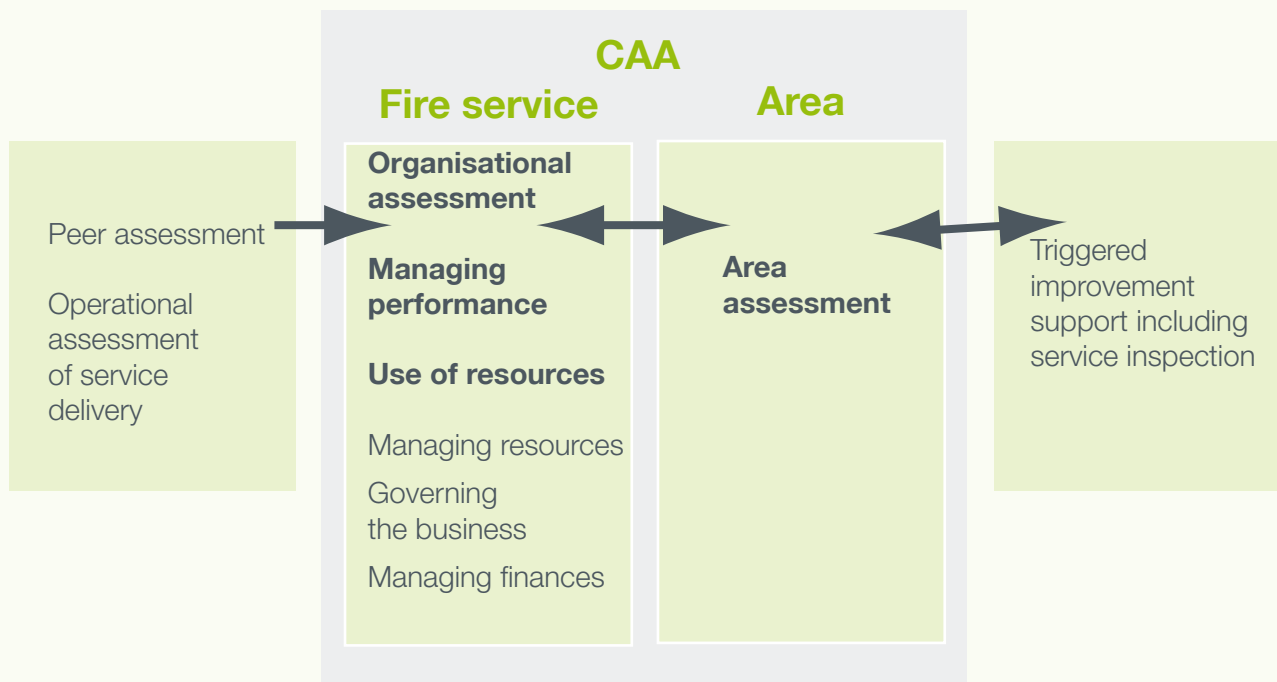 CAA
Fire service
Area
Peer assessment
Operational
assessment
of service
delivery
Organisational
assessment
Managing
performance
Use of resources
Managing resources
Governing
the business
Managing finances
Area
assessment
Triggered
improvement
support including
service inspection